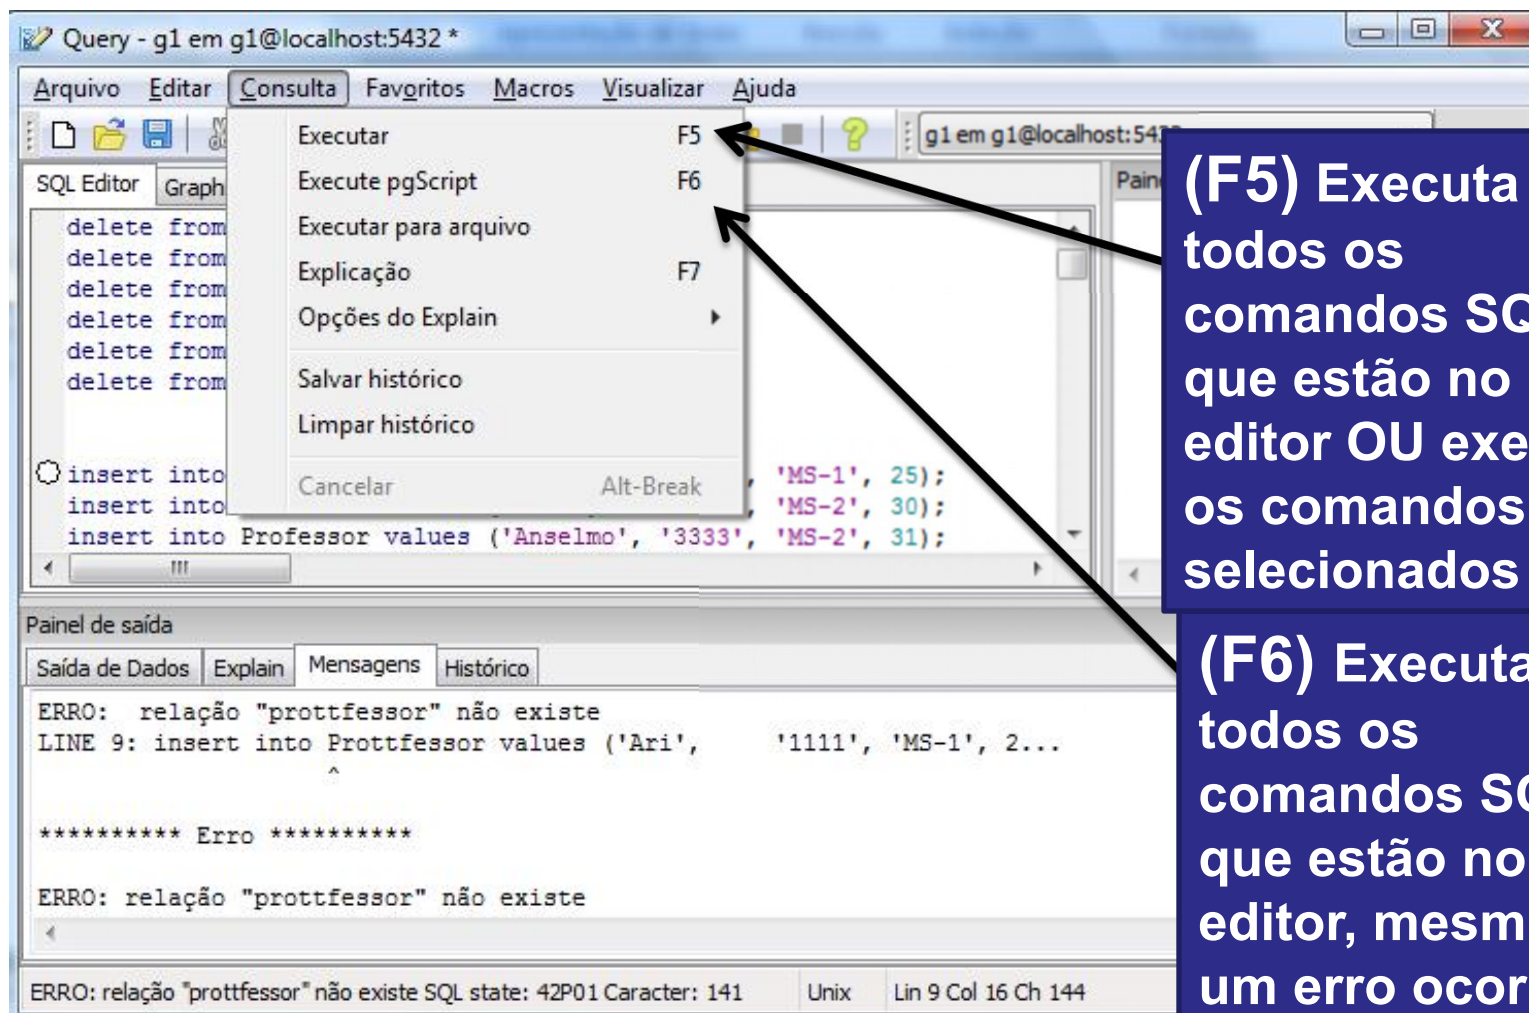 Query - g1 em g1@localhost:5432 *
Arquivo Editar Consulta Favoritos Macros Visualizar Ajuda
g1 em g1@localhost:543
Executar F5
Execute pgScript F6
Executar para arquivo
Explicação F7
Opções do Explain
Salvar histórico
Limpar histórico
Cancelar Alt-Break
SQL Editor Graph
Pain
delete from
delete from
delete from
delete from
delete from
delete from
insert into , 'MS-1', 25);
insert into , 'MS-2', 30);
insert into Professor values ('Anselmo', '3333', 'MS-2', 31);
(F5) Executa
todos os
comandos SQ
que estão no
editor OU exe
os comandos
selecionados
Painel de saída
Saída de Dados Explain Mensagens Histórico
ERRO: relação "prottfessor" não existe
LINE 9: insert into Prottfessor values ('Ari', '1111', 'MS-1', 2...
^
********** Erro **********
ERRO: relação "prottfessor" não existe
ERRO: relação "prottfessor" não existe SQL state: 42P01 Caracter: 141 Unix Lin 9 Col 16 Ch 144
(F6) Executa
todos os
comandos SQ
que estão no
editor, mesm
um erro ocor